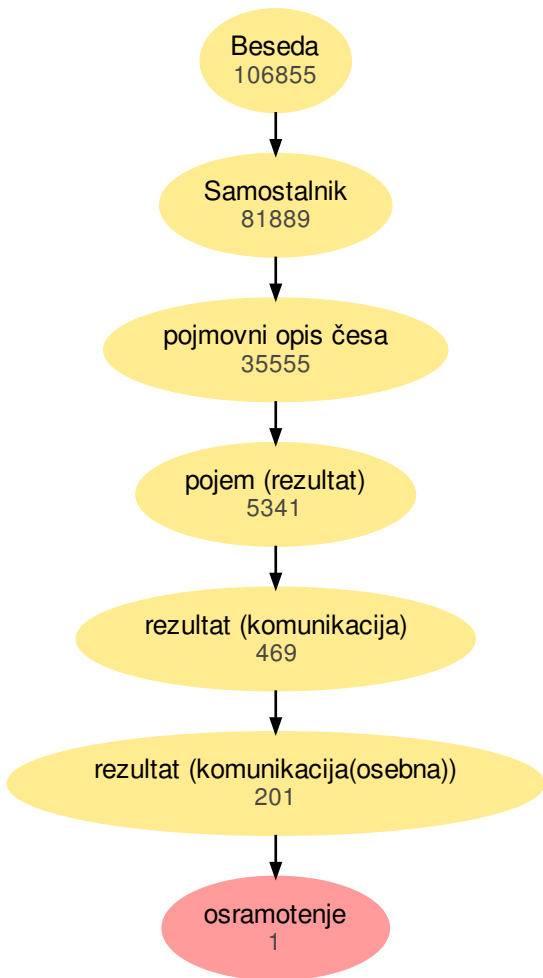 Beseda
106855
Samostalnik
81889
pojmovni opis česa
35555
pojem (rezultat)
5341
rezultat (komunikacija)
469
rezultat (komunikacija(osebna))
201
osramotenje
1